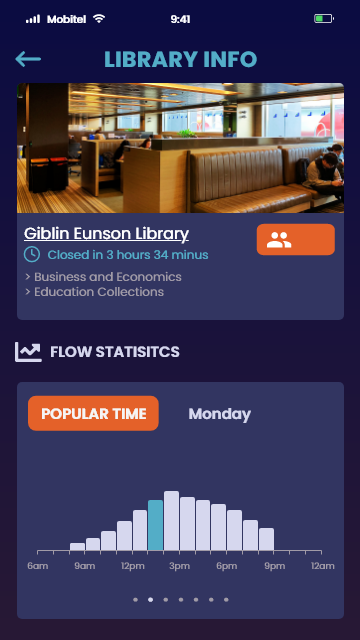 Mobitel
9:41
LIBRARY INFO
Giblin Eunson Library
Closed in 3 hours 34 minus
> Business and Economics
> Education Collections
FLOW STATISITCS
POPULAR TIME
Monday
6am 9am 12pm 3pm 6pm 9pm 12am